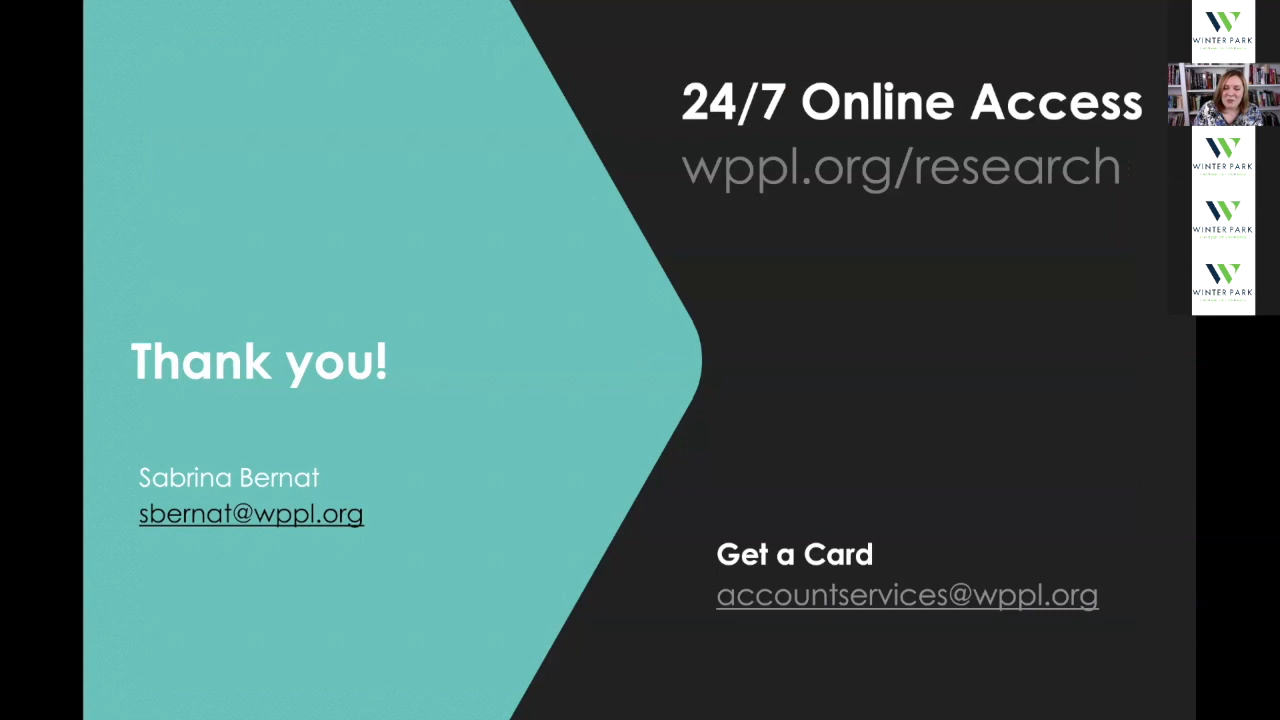 Thank you!
Sabrina Bernat
sbernat@wppl.org
24/7 Online Access
wppl.org/research
Get a Card
accountservices@wppl.org
WINTER PARK
WINTER PARK
WINTER PARK
WINTER PARK